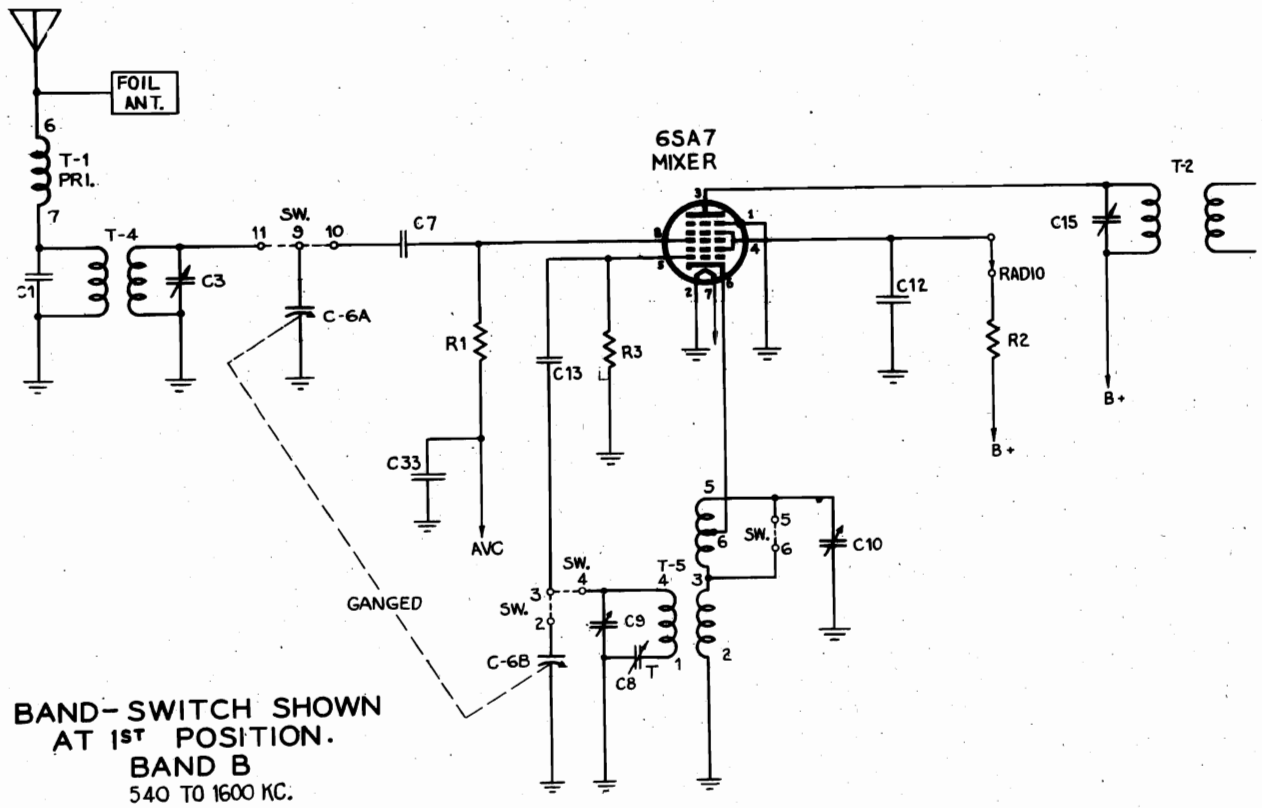 FOIL
ANT.
6
T-1
PRI.
7
T-4
C1
C3
11
SW.
9
10
C-6A
C7
R1
C33
AVC
6SA7
MIXER
3
1
8
4
5
2
7
6
C13
R3
C12
RADIO
R2
B+
T-2
C15
B+
GANGED
3
SW.
4
SW.
2
C-6B
C9
C8
T
T-5
4
1
5
6
3
2
SW.
5
6
C10
BAND-SWITCH SHOWN
AT 1ST POSITION.
BAND B
540 TO 1600 KC.